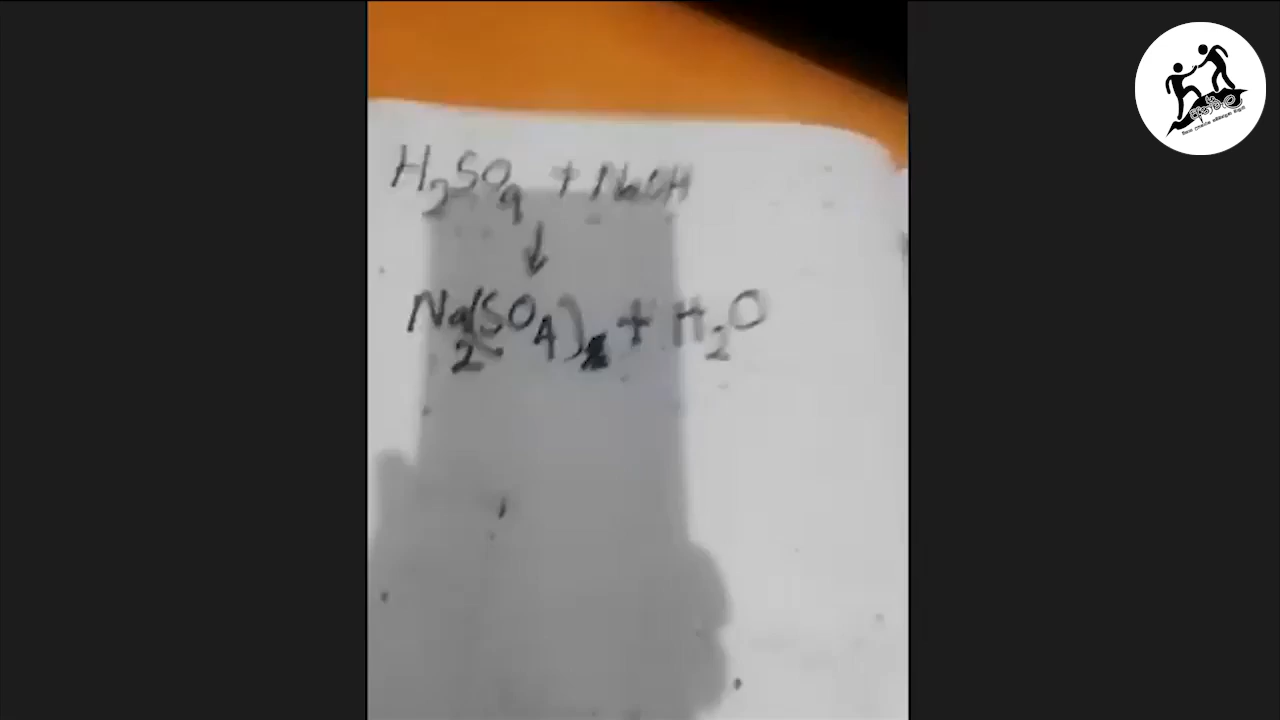 H₂SO₄ + NaOH
↓
Na₂(SO₄) + H₂O